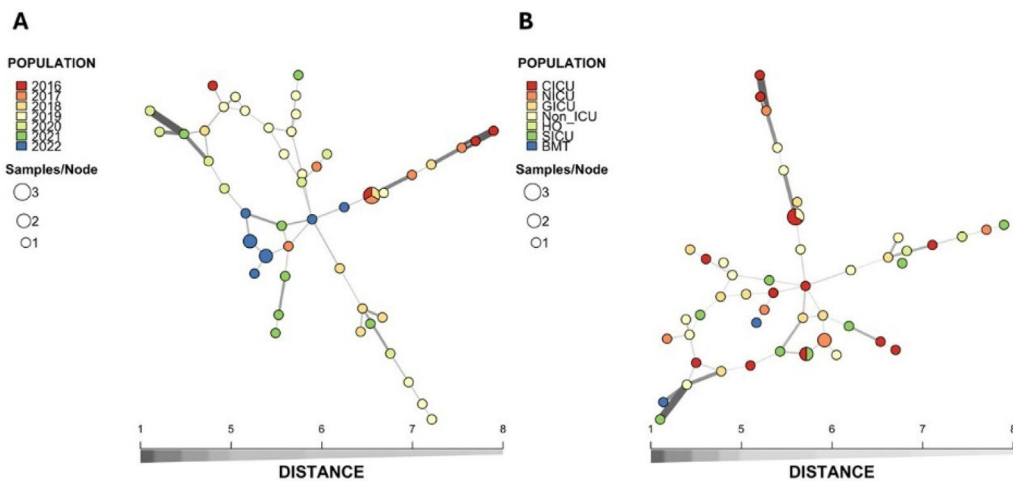 A
POPULATION
2016
2017
2018
2019
2020
2021
2022
Samples/Node
3
2
1
1 5 6 7 8
DISTANCE
B
POPULATION
CICU
NICU
GICU
Non_ICU
HO
SICU
BMT
Samples/Node
3
2
1
1 5 6 7 8
DISTANCE